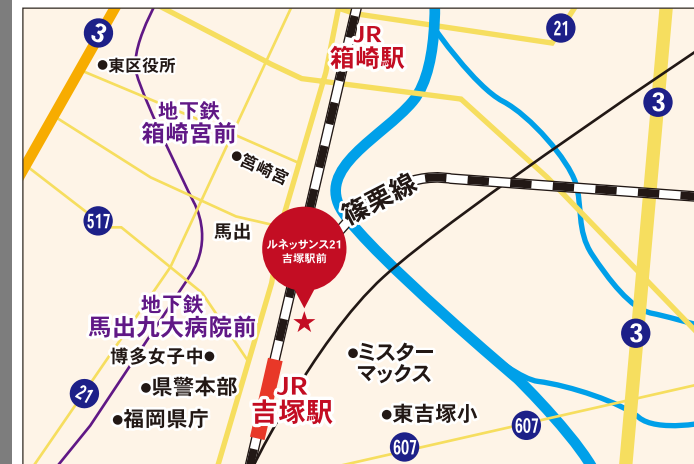 3
JR
箱崎駅
21
東区役所
地下鉄
箱崎宮前
3
筥崎宮
篠栗線
517
馬出
ルネッサンス21
吉塚駅前
地下鉄
馬出九大病院前
3
博多女子中
ミスター
マックス
県警本部
21
JR
吉塚駅
福岡県庁
東吉塚小
607
607